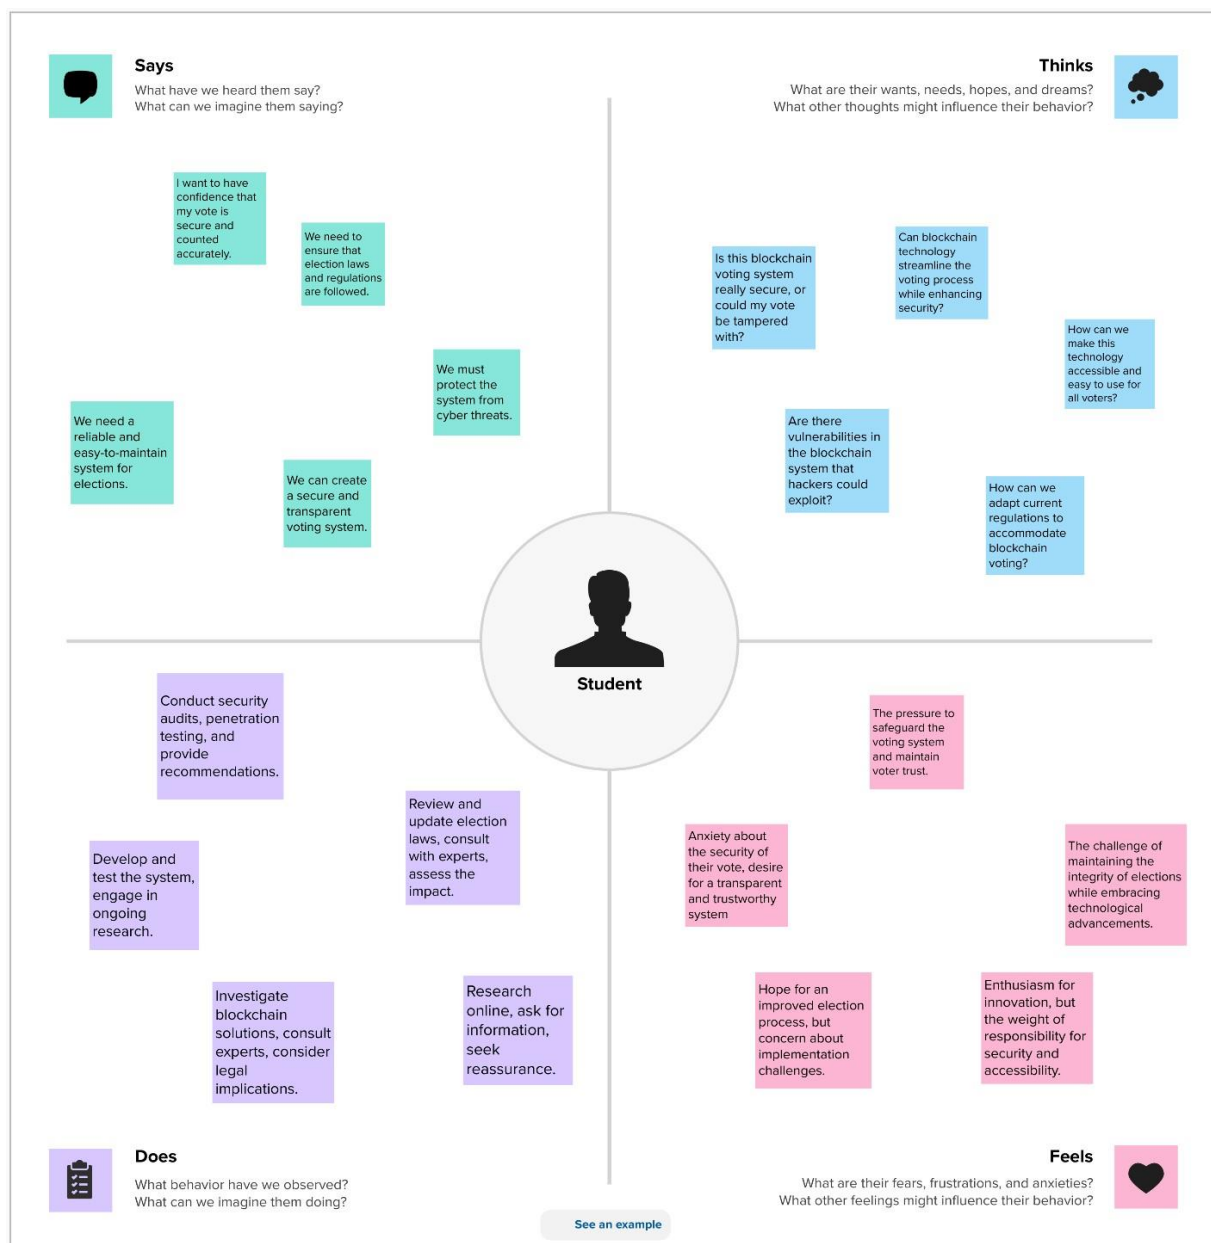 Says
What have we heard them say?
What can we imagine them saying?
Thinks
What are their wants, needs, hopes, and dreams?
What other thoughts might influence their behavior?
I want to have
confidence that
my vote is
secure and
counted
accurately.
We need to
ensure that
election laws
and regulations
are followed.
We must
protect the
system from
cyber threats.
We need a
reliable and
easy-to-maintain
system for
elections.
We can create
a secure and
transparent
voting system.
Is this blockchain
voting system
really secure, or
could my vote
be tampered
with?
Can blockchain
technology
streamline the
voting process
while enhancing
security?
How can we
make this
technology
accessible and
easy to use for
all voters?
Are there
vulnerabilities in
the blockchain
system that
hackers could
exploit?
How can we
adapt current
regulations to
accommodate
blockchain
voting?
Student
Conduct security
audits, penetration
testing, and
provide
recommendations.
Review and
update election
laws, consult
with experts,
assess the
impact.
Develop and
test the system,
engage in
ongoing
research.
Investigate
blockchain
solutions, consult
experts, consider
legal
implications.
Research
online, ask for
information,
seek
reassurance.
The pressure to
safeguard the
voting system
and maintain
voter trust.
Anxiety about
the security of
their vote, desire
for a transparent
and trustworthy
system
The challenge of
maintaining the
integrity of elections
while embracing
technological
advancements.
Hope for an
improved election
process, but
concern about
implementation
challenges.
Enthusiasm for
innovation, but
the weight of
responsibility for
security and
accessibility.
Does
What behavior have we observed?
What can we imagine them doing?
Feels
What are their fears, frustrations, and anxieties?
What other feelings might influence their behavior?
See an example